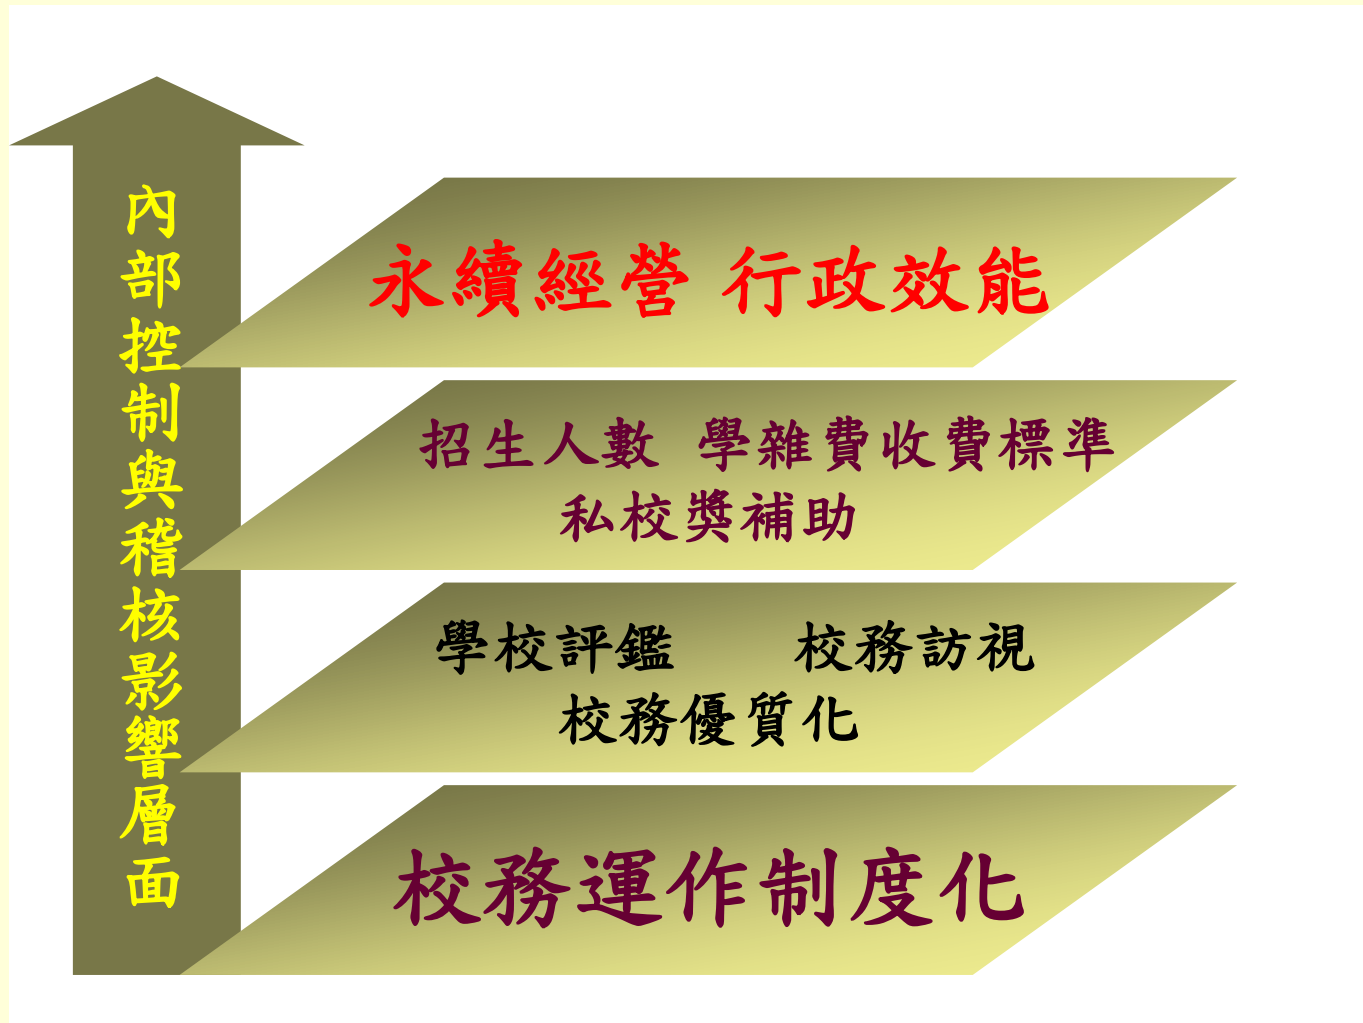 內部控制與稽核影響層面
永續經營 行政效能
招生人數 學雜費收費標準
私校獎補助
學校評鑑 校務訪視
校務優質化
校務運作制度化